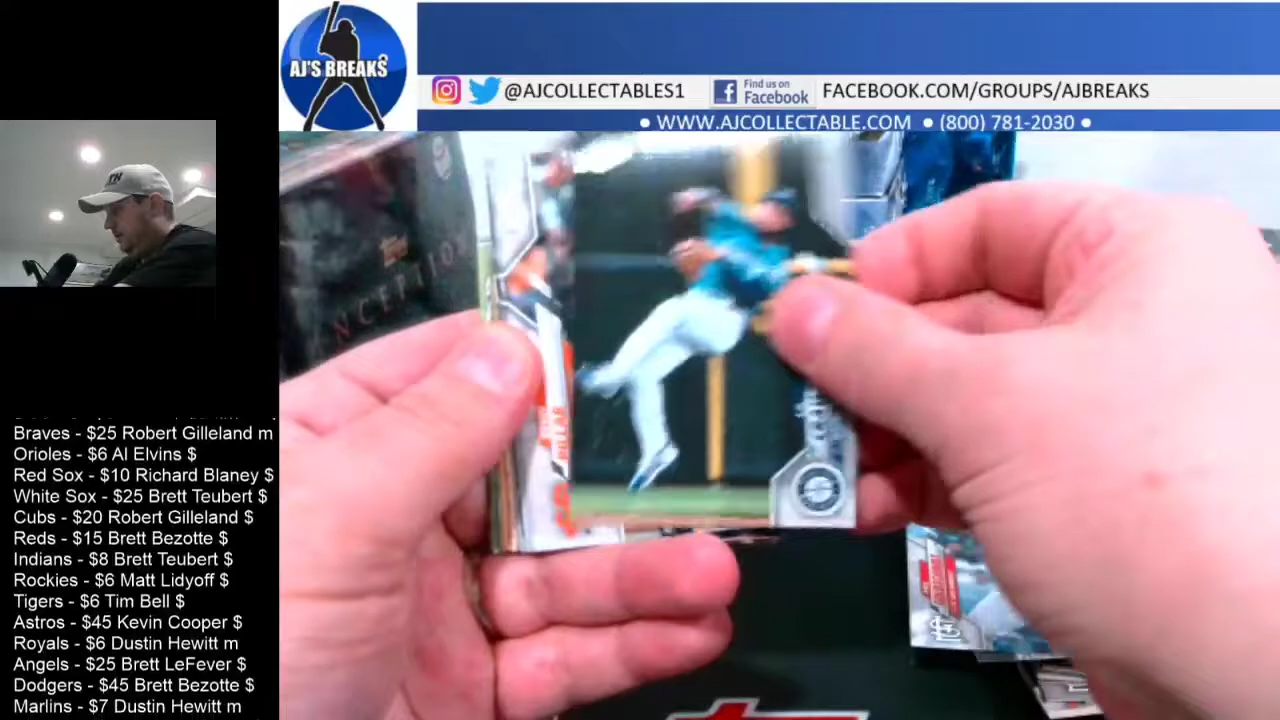 AJ'S BREAKS
@AJCOLLECTABLES1
Find us on
Facebook
FACEBOOK.COM/GROUPS/AJBREAKS
• WWW.AJCOLLECTABLE.COM • (800) 781-2030 •
INCEPTION
Braves - $25 Robert Gilleland m
Orioles - $6 Al Elvins $
Red Sox - $10 Richard Blaney $
White Sox - $25 Brett Teubert $
Cubs - $20 Robert Gilleland $
Reds - $15 Brett Bezotte $
Indians - $8 Brett Teubert $
Rockies - $6 Matt Lidyoff $
Tigers - $6 Tim Bell $
Astros - $45 Kevin Cooper $
Royals - $6 Dustin Hewitt m
Angels - $25 Brett LeFever $
Dodgers - $45 Brett Bezotte $
Marlins - $7 Dustin Hewitt m